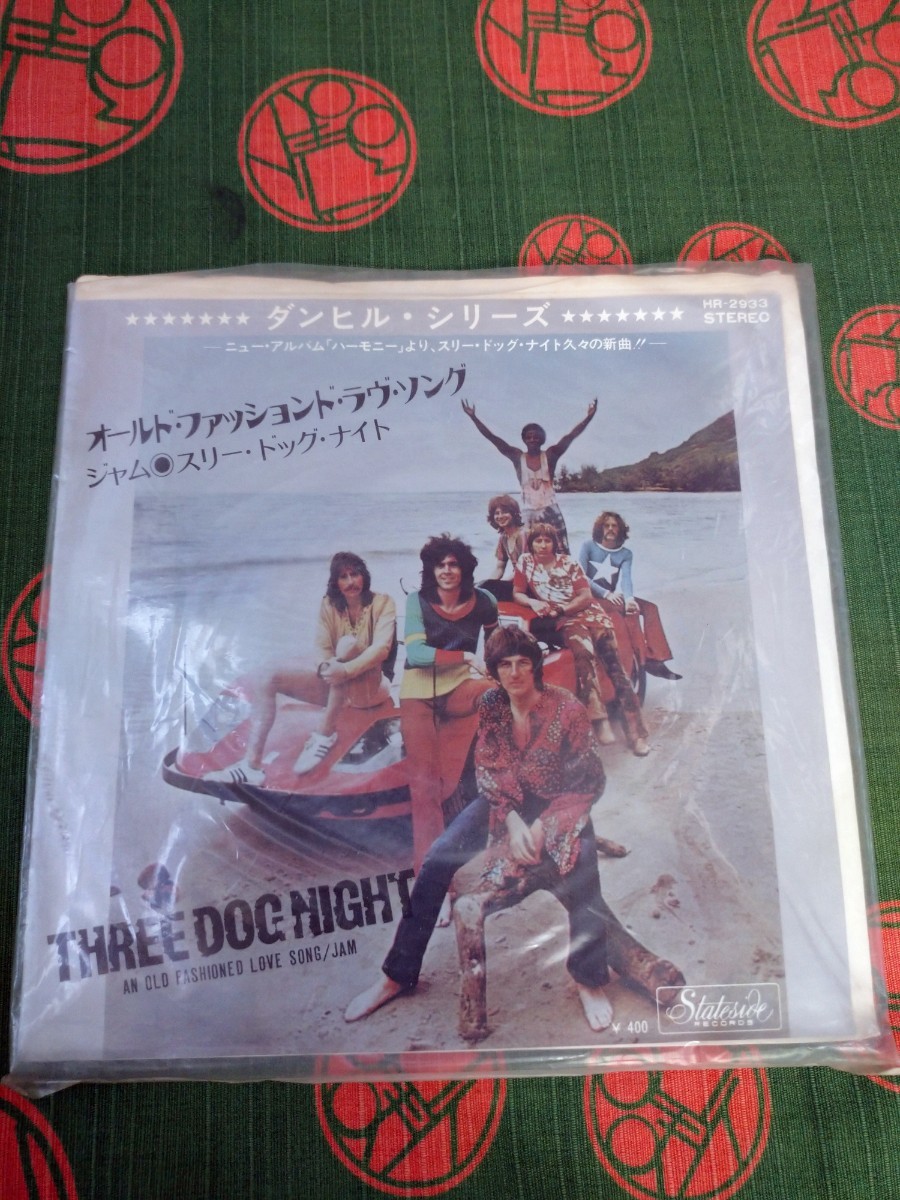 HR-2933
★★★★★★★ ダンヒル・シリーズ ★★★★★★★
STEREO
―ニュー・アルバム「ハーモニー」より、スリー・ドッグ・ナイト久々の新曲!!―
オールド・ファッションド・ラヴ・ソング
ジャム◉スリー・ドッグ・ナイト
THREE DOG NIGHT
AN OLD FASHIONED LOVE SONG/JAM
¥ 400
Stateside
RECORDS